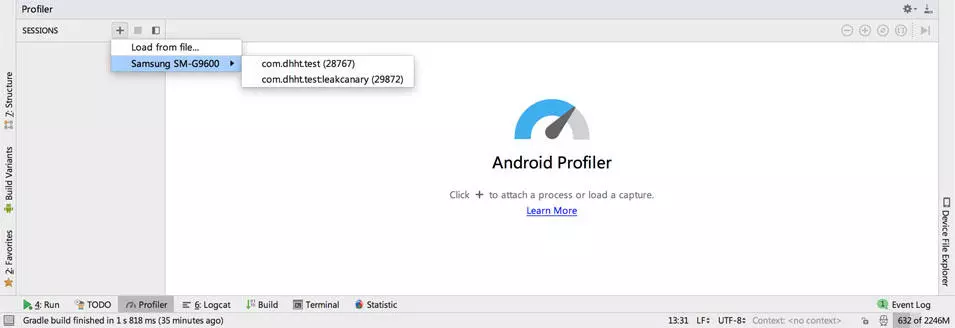 Profiler
SESSIONS
Load from file...
Samsung SM-G9600
com.dhht.test (28767)
com.dhht.test:leakcanary (29872)
Android Profiler
Click + to attach a process or load a capture.
Learn More
7: Structure
Build Variants
2: Favorites
Device File Explorer
4: Run
TODO
Profiler
6: Logcat
Build
Terminal
Statistic
1
Event Log
Gradle build finished in 1 s 818 ms (35 minutes ago)
13:31
LF
UTF-8
Context: <no context>
632 of 2246M